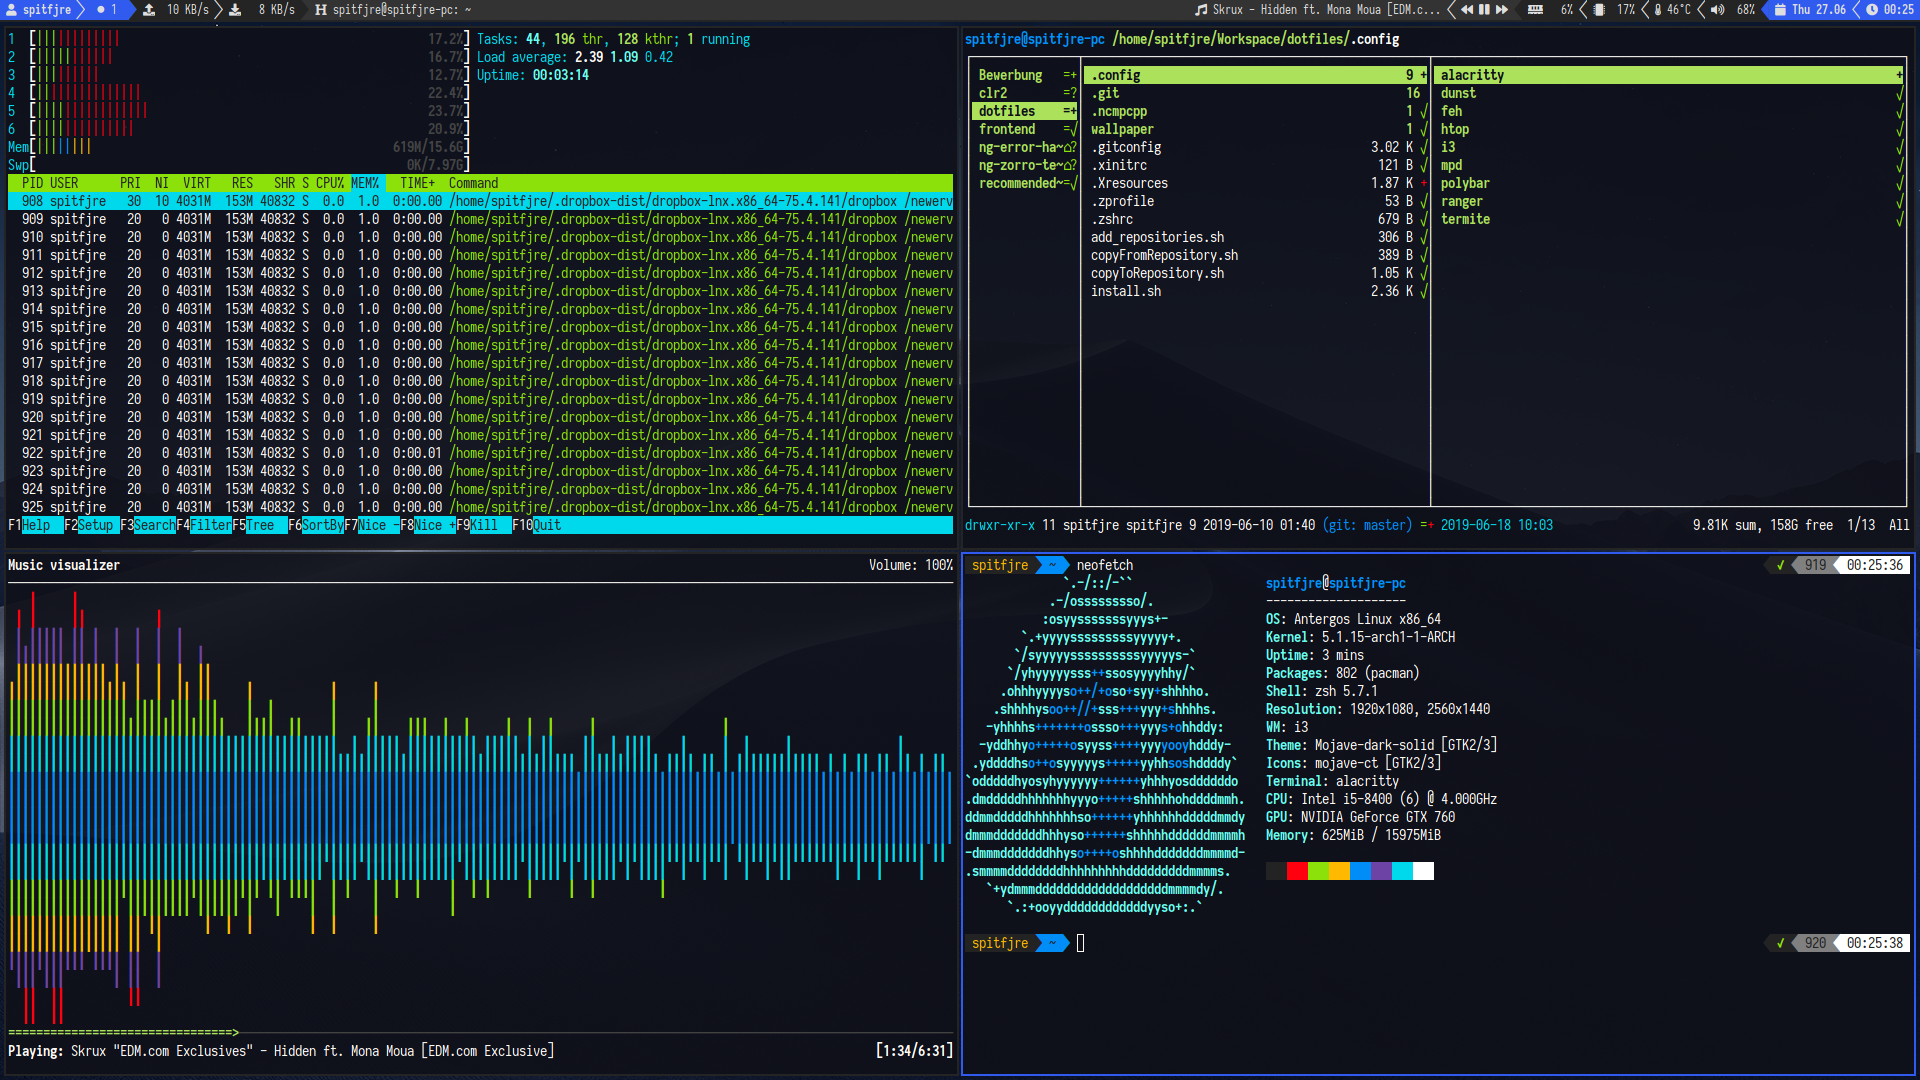 spitfjre 1 10 KB/s 8 KB/s H spitfjre@spitfjre-pc: ~ Skrux - Hidden ft. Mona Moua [EDM.c... 6% 17% 46°C 68% Thu 27.06 00:25
1 [||||||||||||| 17.2%] Tasks: 44, 196 thr, 128 kthr; 1 running
2 [||||||||||| 16.7%] Load average: 2.39 1.09 0.42
3 [||||||||| 12.7%] Uptime: 00:03:14
4 [||||||||||||||| 22.4%]
5 [|||||||||||||||| 23.7%]
6 [|||||||||||||| 20.9%]
Mem[|||||||| 619M/15.6G]
Swp[ 0K/7.97G]
PID USER PRI NI VIRT RES SHR S CPU% MEM% TIME+ Command
908 spitfjre 30 10 4031M 153M 40832 S 0.0 1.0 0:00.00 /home/spitfjre/.dropbox-dist/dropbox-lnx.x86_64-75.4.141/dropbox /newerv
909 spitfjre 20 0 4031M 153M 40832 S 0.0 1.0 0:00.00 /home/spitfjre/.dropbox-dist/dropbox-lnx.x86_64-75.4.141/dropbox /newerv
910 spitfjre 20 0 4031M 153M 40832 S 0.0 1.0 0:00.00 /home/spitfjre/.dropbox-dist/dropbox-lnx.x86_64-75.4.141/dropbox /newerv
911 spitfjre 20 0 4031M 153M 40832 S 0.0 1.0 0:00.00 /home/spitfjre/.dropbox-dist/dropbox-lnx.x86_64-75.4.141/dropbox /newerv
912 spitfjre 20 0 4031M 153M 40832 S 0.0 1.0 0:00.00 /home/spitfjre/.dropbox-dist/dropbox-lnx.x86_64-75.4.141/dropbox /newerv
913 spitfjre 20 0 4031M 153M 40832 S 0.0 1.0 0:00.00 /home/spitfjre/.dropbox-dist/dropbox-lnx.x86_64-75.4.141/dropbox /newerv
914 spitfjre 20 0 4031M 153M 40832 S 0.0 1.0 0:00.00 /home/spitfjre/.dropbox-dist/dropbox-lnx.x86_64-75.4.141/dropbox /newerv
915 spitfjre 20 0 4031M 153M 40832 S 0.0 1.0 0:00.00 /home/spitfjre/.dropbox-dist/dropbox-lnx.x86_64-75.4.141/dropbox /newerv
916 spitfjre 20 0 4031M 153M 40832 S 0.0 1.0 0:00.00 /home/spitfjre/.dropbox-dist/dropbox-lnx.x86_64-75.4.141/dropbox /newerv
917 spitfjre 20 0 4031M 153M 40832 S 0.0 1.0 0:00.00 /home/spitfjre/.dropbox-dist/dropbox-lnx.x86_64-75.4.141/dropbox /newerv
918 spitfjre 20 0 4031M 153M 40832 S 0.0 1.0 0:00.00 /home/spitfjre/.dropbox-dist/dropbox-lnx.x86_64-75.4.141/dropbox /newerv
919 spitfjre 20 0 4031M 153M 40832 S 0.0 1.0 0:00.00 /home/spitfjre/.dropbox-dist/dropbox-lnx.x86_64-75.4.141/dropbox /newerv
920 spitfjre 20 0 4031M 153M 40832 S 0.0 1.0 0:00.00 /home/spitfjre/.dropbox-dist/dropbox-lnx.x86_64-75.4.141/dropbox /newerv
921 spitfjre 20 0 4031M 153M 40832 S 0.0 1.0 0:00.00 /home/spitfjre/.dropbox-dist/dropbox-lnx.x86_64-75.4.141/dropbox /newerv
922 spitfjre 20 0 4031M 153M 40832 S 0.0 1.0 0:00.01 /home/spitfjre/.dropbox-dist/dropbox-lnx.x86_64-75.4.141/dropbox /newerv
923 spitfjre 20 0 4031M 153M 40832 S 0.0 1.0 0:00.00 /home/spitfjre/.dropbox-dist/dropbox-lnx.x86_64-75.4.141/dropbox /newerv
924 spitfjre 20 0 4031M 153M 40832 S 0.0 1.0 0:00.00 /home/spitfjre/.dropbox-dist/dropbox-lnx.x86_64-75.4.141/dropbox /newerv
925 spitfjre 20 0 4031M 153M 40832 S 0.0 1.0 0:00.00 /home/spitfjre/.dropbox-dist/dropbox-lnx.x86_64-75.4.141/dropbox /newerv
F1Help F2Setup F3SearchF4FilterF5Tree F6SortByF7Nice -F8Nice +F9Kill F10Quit
spitfjre@spitfjre-pc /home/spitfjre/Workspace/dotfiles/.config
Bewerbung =+ .config 9 + alacritty +
clr2 =? .git 16 dunst √
dotfiles =+ .ncmpcpp 1 √ feh √
frontend =√ wallpaper 1 √ htop √
ng-error-ha~⌂? .gitconfig 3.02 K √ i3 √
ng-zorro-te~⌂? .xinitrc 121 B √ mpd √
recommended~=√ .Xresources 1.87 K + polybar √
.zprofile 53 B √ ranger √
.zshrc 679 B √ termite √
add_repositories.sh 306 B √
copyFromRepository.sh 389 B √
copyToRepository.sh 1.05 K √
install.sh 2.36 K √
drwxr-xr-x 11 spitfjre spitfjre 9 2019-06-10 01:40 (git: master) =+ 2019-06-18 10:03 9.81K sum, 158G free 1/13 All
Music visualizer Volume: 100%
===============================>
Playing: Skrux "EDM.com Exclusives" - Hidden ft. Mona Moua [EDM.com Exclusive] [1:34/6:31]
spitfjre ~ neofetch ✓ 919 00:25:36
`.-/::/-``
.-/osssssssso/.
:osyysssssssyyys+-
`.+yyyysssssssssyyyyy+.
`/syyyyyssssssssssyyyyys-`
`/yhyyyyysss++ssosyyyyhhy/`
.ohhhyyyyso++/+oso+syy+shhhho.
.shhhhysoo++//+sss+++yyy+shhhhs.
-yhhhhs+++++++ossso+++yyys+ohhddy:
-yddhhyo+++++osyyss++++yyyyooyhdddy-
.yddddhso++osyyyyys+++++yyhhsoshddddy`
`odddddhyosyhyyyyyy++++++yhhhyosddddddo
.dmdddddhhhhhhhyyyo+++++shhhhhohddddmmh.
ddmmdddddhhhhhhhso++++++yhhhhhhdddddmmdy
dmmmdddddddhhhyso++++++shhhhhddddddmmmmh
-dmmmdddddddhhyso++++oshhhhdddddddmmmmd-
.smmmmddddddddhhhhhhhhhdddddddddmmmms.
`+ydmmmdddddddddddddddddddmmmmdy/.
`.:+ooyyddddddddddddyyso+:.`
spitfjre@spitfjre-pc
--------------------
OS: Antergos Linux x86_64
Kernel: 5.1.15-arch1-1-ARCH
Uptime: 3 mins
Packages: 802 (pacman)
Shell: zsh 5.7.1
Resolution: 1920x1080, 2560x1440
WM: i3
Theme: Mojave-dark-solid [GTK2/3]
Icons: mojave-ct [GTK2/3]
Terminal: alacritty
CPU: Intel i5-8400 (6) @ 4.000GHz
GPU: NVIDIA GeForce GTX 760
Memory: 625MiB / 15975MiB
spitfjre ~ ✓ 920 00:25:38